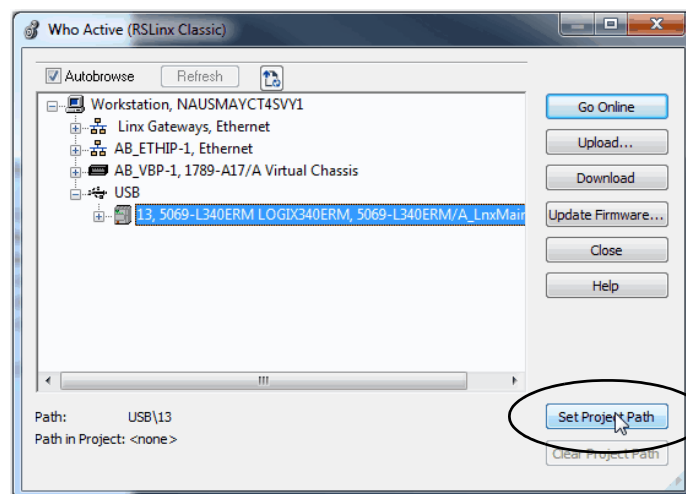 Who Active (RSLinx Classic)
Autobrowse
Refresh
Workstation, NAUSMAYCT4SVY1
Linx Gateways, Ethernet
AB_ETHIP-1, Ethernet
AB_VBP-1, 1789-A17/A Virtual Chassis
USB
13, 5069-L340ERM LOGIX340ERM, 5069-L340ERM/A_LnxMair
Go Online
Upload...
Download
Update Firmware...
Close
Help
Path: USB\13
Path in Project: <none>
Set Project Path
Clear Project Path